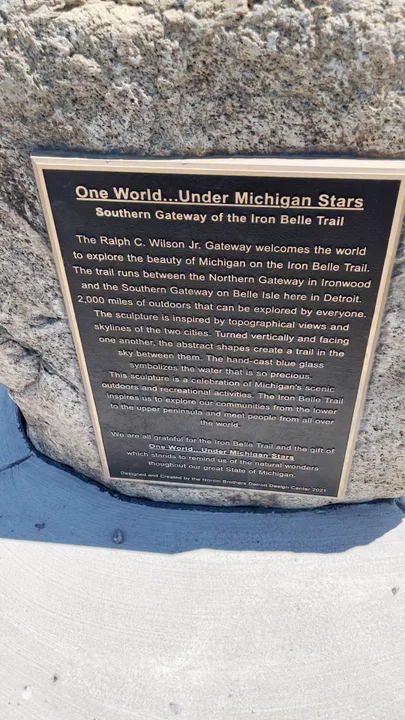 One World...Under Michigan Stars
Southern Gateway of the Iron Belle Trail
The Ralph C. Wilson Jr. Gateway welcomes the world
to explore the beauty of Michigan on the Iron Belle Trail.
The trail runs between the Northern Gateway in Ironwood
and the Southern Gateway on Belle Isle here in Detroit.
2,000 miles of outdoors that can be explored by everyone.
The sculpture is inspired by topographical views and
skylines of the two cities. Turned vertically and facing
one another, the abstract shapes create a trail in the
sky between them. The hand-cast blue glass
symbolizes the water that is so precious.
This sculpture is a celebration of Michigan's scenic
outdoors and recreational activities. The Iron Belle Trail
inspires us to explore our communities from the lower
to the upper peninsula and meet people from all over
the world.
We are all grateful for the Iron Belle Trail and the gift of
One World...Under Michigan Stars
which stands to remind us of the natural wonders
thoughout our great State of Michigan.
Designed and Created by the Nordin Brothers Detroit Design Center 2021